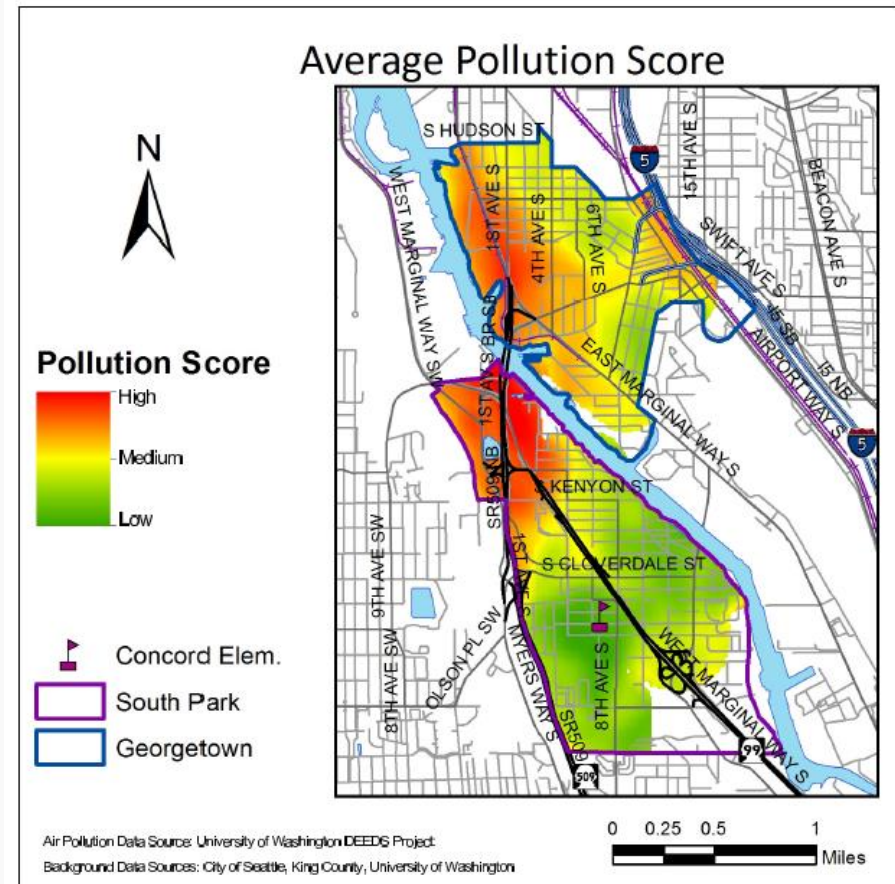 Average Pollution Score
N
S HUDSON ST
5
15TH AVE S
BEACON AVE S
WEST MARGINAL WAY SW
1ST AVE S
4TH AVE S
6TH AVE S
SWIFT AVE S
I5 SB
I5 NB
AIRPORT WAY S
5
1ST AV S BR SB
EAST MARGINAL WAY S
Pollution Score
High
Medium
Low
SR509 NB
S KENYON ST
9TH AVE SW
1ST AVE S
S CLOVERDALE ST
8TH AVE SW
OLSON PL SW
MYERS WAY S
8TH AVE S
WEST MARGINAL WAY S
SR509
99
509
Concord Elem.
South Park
Georgetown
Air Pollution Data Source: University of Washington DEEDS Project
Background Data Sources: City of Seattle, King County, University of Washington
0 0.25 0.5 1
Miles